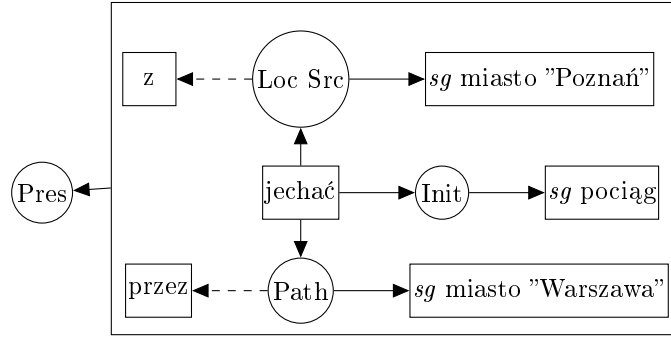 z
Loc Src
sg miasto "Poznań"
Pres
jechać
Init
sg pociąg
przez
Path
sg miasto "Warszawa"